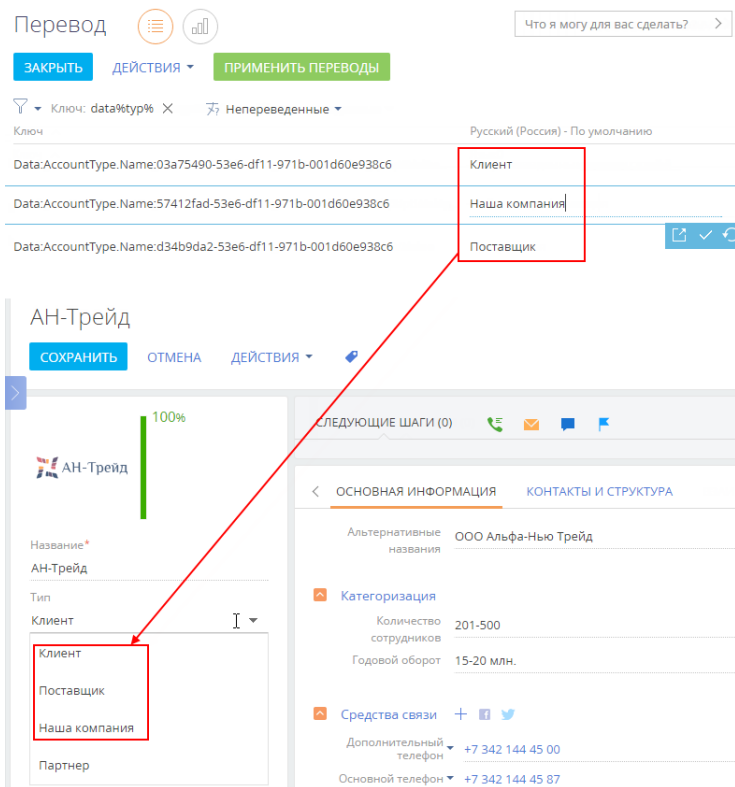 Перевод
Что я могу для вас сделать?
ЗАКРЫТЬ ДЕЙСТВИЯ ПРИМЕНИТЬ ПЕРЕВОДЫ
Ключ: data%typ% Непереведенные
Ключ Русский (Россия) - По умолчанию
Data:AccountType.Name:03a75490-53e6-df11-971b-001d60e938c6 Клиент
Data:AccountType.Name:57412fad-53e6-df11-971b-001d60e938c6 Наша компания
Data:AccountType.Name:d34b9da2-53e6-df11-971b-001d60e938c6 Поставщик
АН-Трейд
СОХРАНИТЬ ОТМЕНА ДЕЙСТВИЯ
100%
СЛЕДУЮЩИЕ ШАГИ (0)
АН-Трейд
ОСНОВНАЯ ИНФОРМАЦИЯ КОНТАКТЫ И СТРУКТУРА
Название*
АН-Трейд
Тип
Клиент
Клиент
Поставщик
Наша компания
Партнер
Альтернативные
названия
ООО Альфа-Нью Трейд
Категоризация
Количество
сотрудников
201-500
Годовой оборот 15-20 млн.
Средства связи
Дополнительный
телефон
+7 342 144 45 00
Основной телефон +7 342 144 45 87